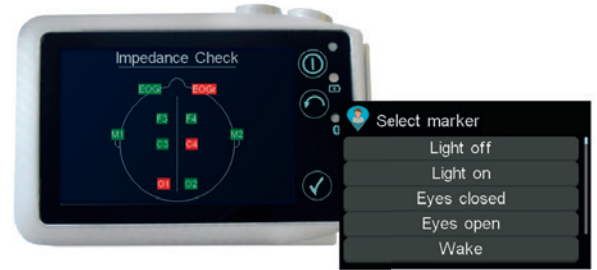 Impedance Check
EOGl EOGr
F3 F4
M1 M2
C3 C4
O1 O2
Select marker
Light off
Light on
Eyes closed
Eyes open
Wake